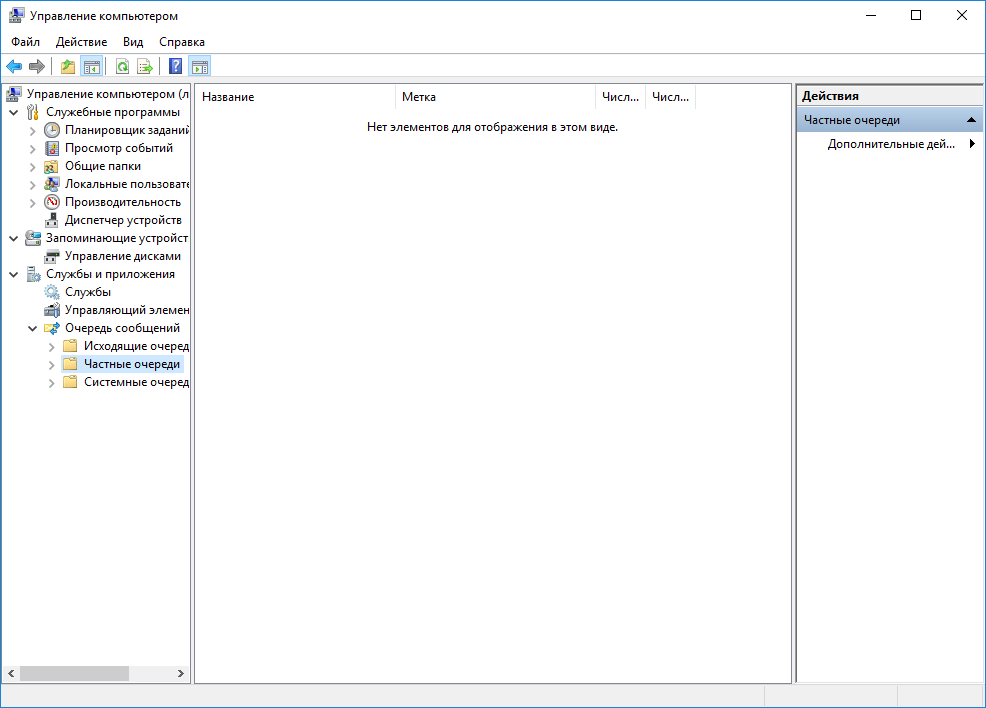 Управление компьютером
Файл Действие Вид Справка
Управление компьютером (л
Служебные программы
Планировщик заданий
Просмотр событий
Общие папки
Локальные пользовате
Производительность
Диспетчер устройств
Запоминающие устройст
Управление дисками
Службы и приложения
Службы
Управляющий элемен
Очередь сообщений
Исходящие очеред
Частные очереди
Системные очеред
Название Метка Числ... Числ...
Нет элементов для отображения в этом виде.
Действия
Частные очереди
Дополнительные дей...